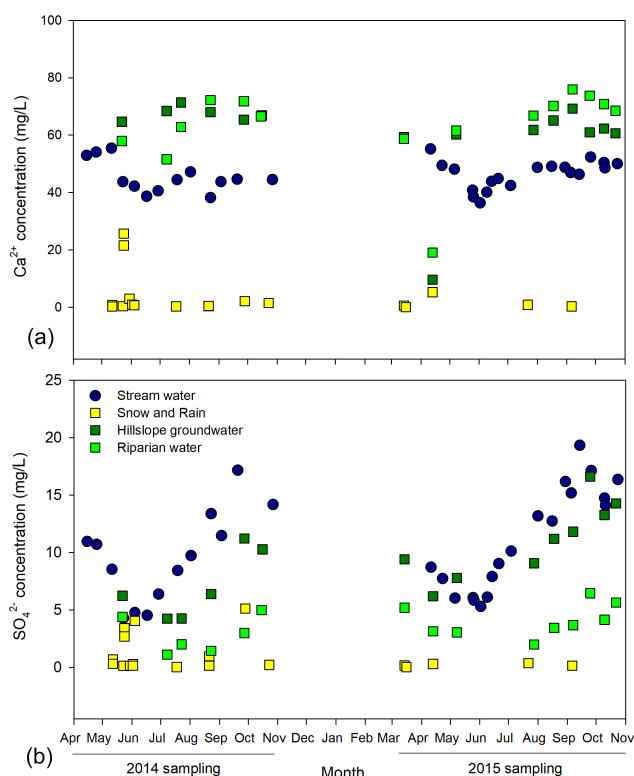 100
80
60
40
20
0
Ca²⁺ concentration (mg/L)
(a)
25
20
15
10
5
0
SO₄²⁻ concentration (mg/L)
Stream water
Snow and Rain
Hillslope groundwater
Riparian water
(b)
Apr May Jun Jul Aug Sep Oct Nov Dec Jan Feb Mar Apr May Jun Jul Aug Sep Oct Nov
2014 sampling Month 2015 sampling